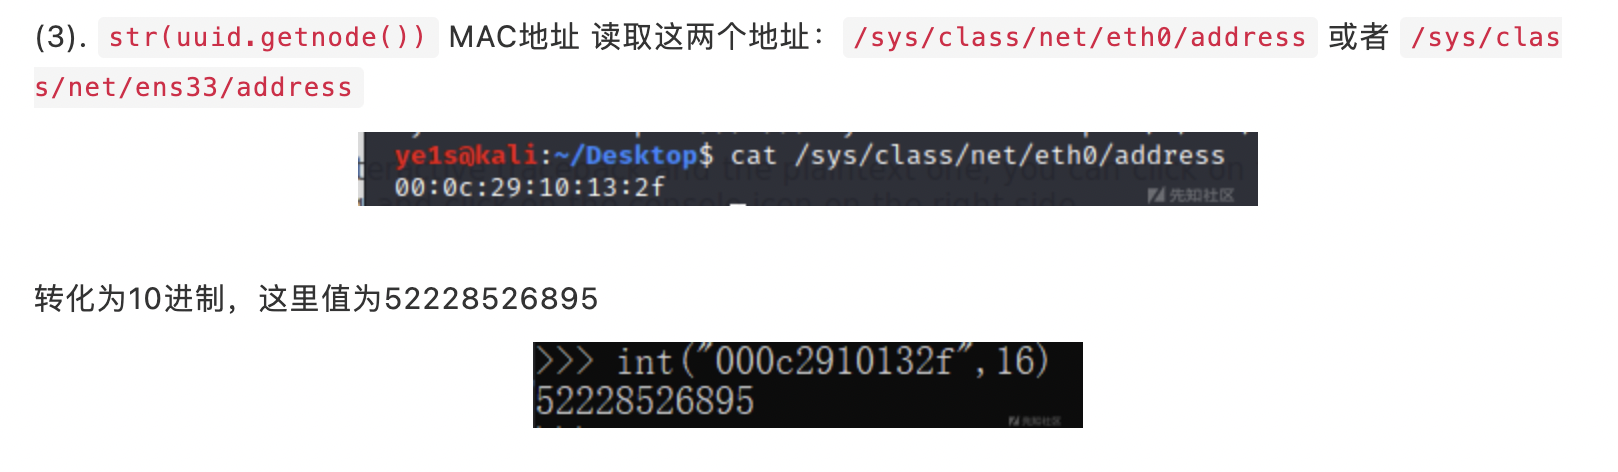 (3). str(uuid.getnode()) MAC地址 读取这两个地址: /sys/class/net/eth0/address 或者 /sys/clas
s/net/ens33/address
ye1s@kali:~/Desktop$ cat /sys/class/net/eth0/address
00:0c:29:10:13:2f
先知社区
转化为10进制，这里值为52228526895
>>> int("000c2910132f",16)
52228526895
先知社区